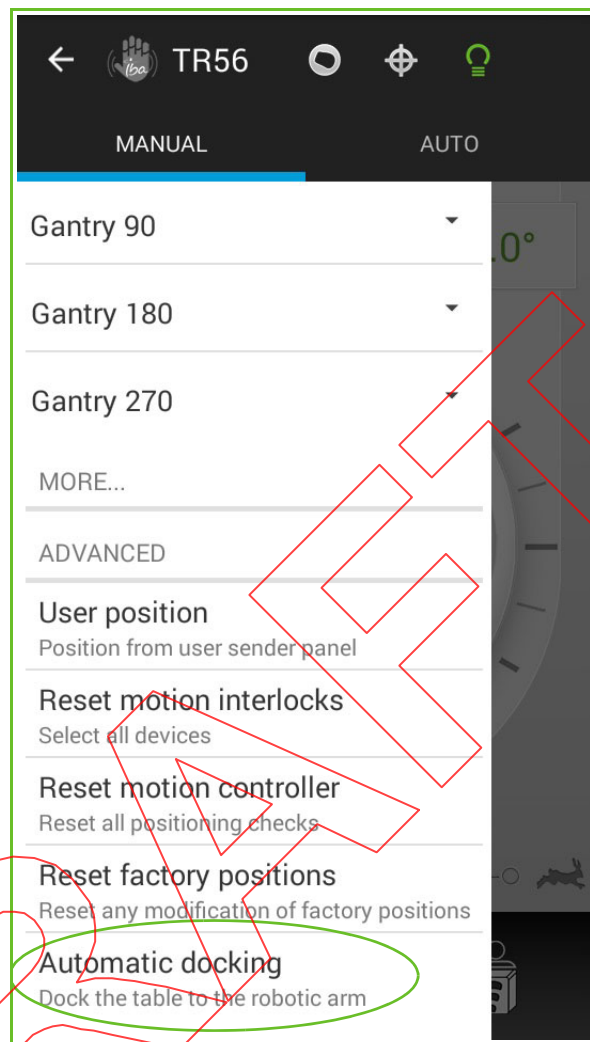 iba TR56
MANUAL AUTO
Gantry 90
.0°
Gantry 180
Gantry 270
MORE...
ADVANCED
User position
Position from user sender panel
Reset motion interlocks
Select all devices
Reset motion controller
Reset all positioning checks
Reset factory positions
Reset any modification of factory positions
Automatic docking
Dock the table to the robotic arm